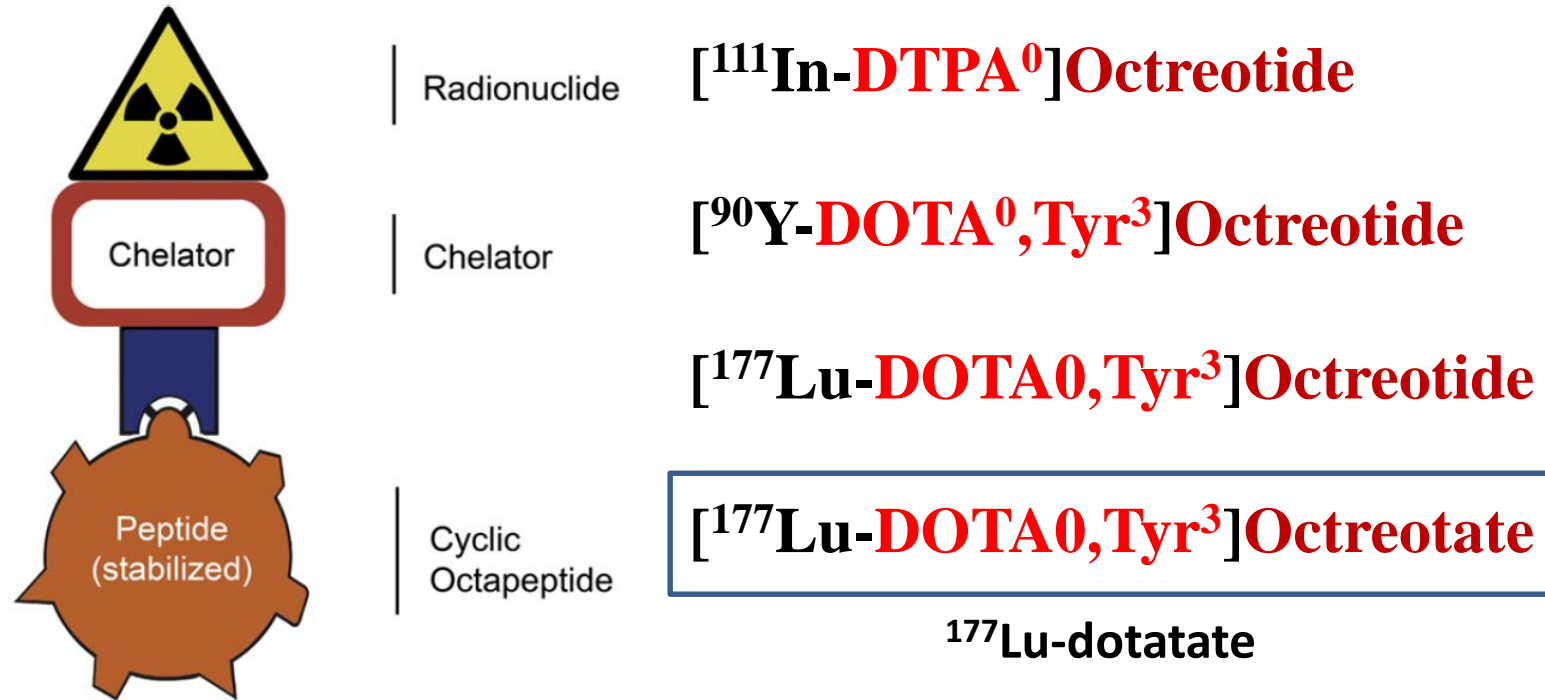 Radionuclide
Chelator
Chelator
Peptide
(stabilized)
Cyclic
Octapeptide
[¹¹¹In-DTPA⁰]Octreotide
[⁹⁰Y-DOTA⁰,Tyr³]Octreotide
[¹⁷⁷Lu-DOTA0,Tyr³]Octreotide
[¹⁷⁷Lu-DOTA0,Tyr³]Octreotate
¹⁷⁷Lu-dotatate